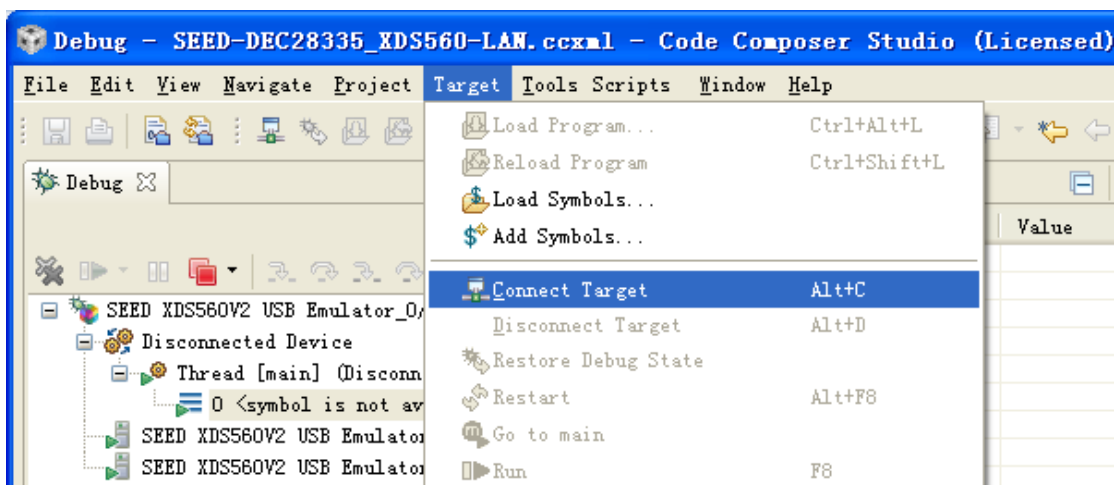 Debug - SEED-DEC28335_XDS560-LAN.ccxml - Code Composer Studio (Licensed)
File Edit View Navigate Project Target Tools Scripts Window Help
Load Program... Ctrl+Alt+L
Reload Program Ctrl+Shift+L
Debug
Load Symbols...
Add Symbols...
Value
Connect Target Alt+C
SEED XDS560V2 USB Emulator_0/
Disconnect Target Alt+D
Disconnected Device
Restore Debug State
Thread [main] (Disconn
Restart Alt+F8
0 <symbol is not av
Go to main
SEED XDS560V2 USB Emulator
Run F8
SEED XDS560V2 USB Emulator